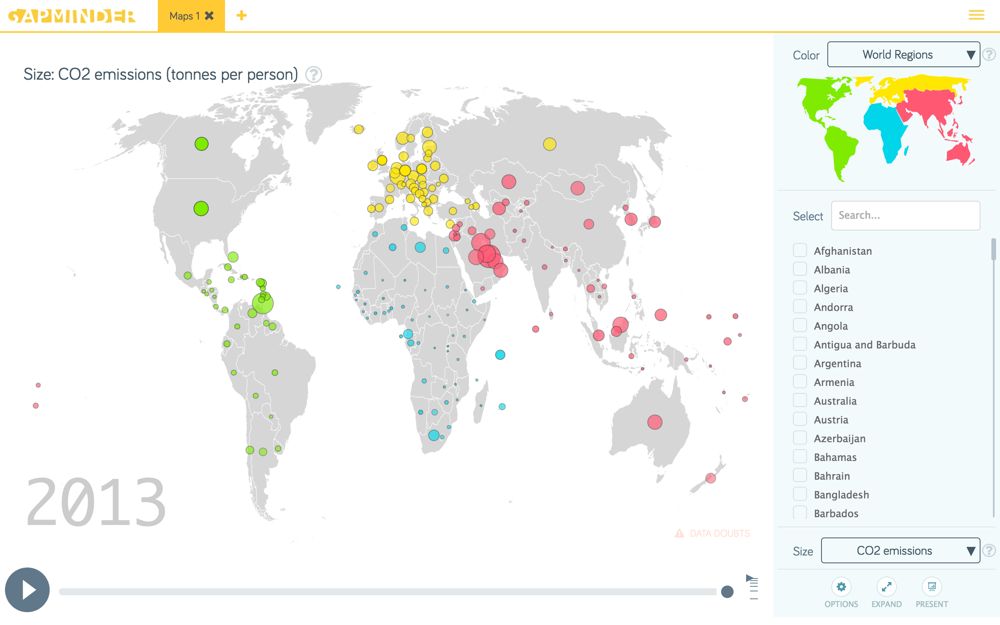 GAPMINDER
Maps 1 ✖
+
Size: CO2 emissions (tonnes per person) ?
2013
DATA DOUBTS
Color World Regions ▼ ?
Select Search...
Afghanistan
Albania
Algeria
Andorra
Angola
Antigua and Barbuda
Argentina
Armenia
Australia
Austria
Azerbaijan
Bahamas
Bahrain
Bangladesh
Barbados
Size CO2 emissions ▼ ?
OPTIONS EXPAND PRESENT